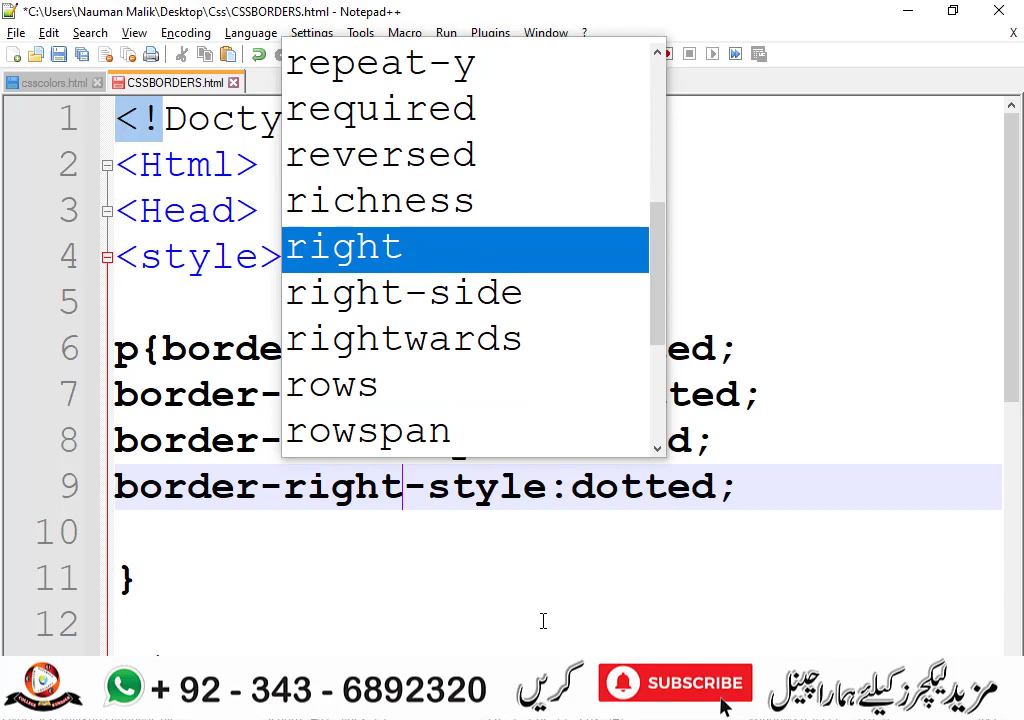 *C:\Users\Nauman Malik\Desktop\Css\CSSBORDERS.html - Notepad++
File Edit Search View Encoding Language Settings Tools Macro Run Plugins Window ? X
csscolors.html CSSBORDERS.html
1 <!Docty
2 <Html>
3 <Head>
4 <style>
5
6 p{borde ed;
7 border- tted;
8 border- d;
9 border-right-style:dotted;
10
11 }
12
repeat-y
required
reversed
richness
right
right-side
rightwards
rows
rowspan
+ 92 - 343 - 6892320 کریں SUBSCRIBE مزید لیکچرز کیلئے ہمارا چینل